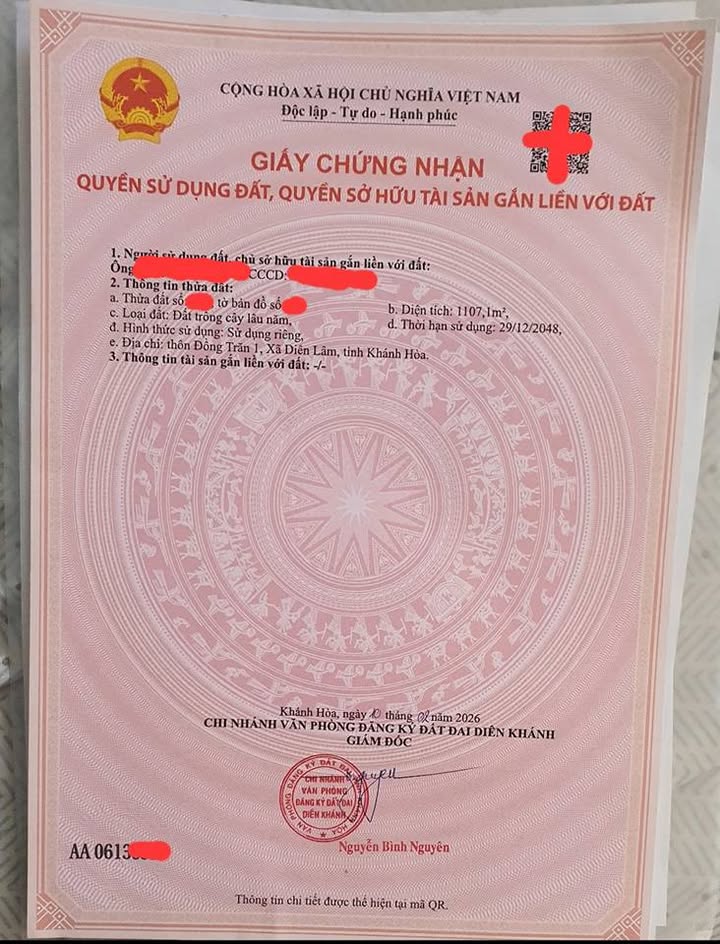 CỘNG HÒA XÃ HỘI CHỦ NGHĨA VIỆT NAM
Độc lập - Tự do - Hạnh phúc
GIẤY CHỨNG NHẬN
QUYỀN SỬ DỤNG ĐẤT, QUYỀN SỞ HỮU TÀI SẢN GẮN LIỀN VỚI ĐẤT
1. Người sử dụng đất, chủ sở hữu tài sản gắn liền với đất:
Ông CCCD:
2. Thông tin thửa đất:
a. Thửa đất số tờ bản đồ số
b. Diện tích: 1107,1m²,
c. Loại đất: Đất trồng cây lâu năm,
d. Thời hạn sử dụng: 29/12/2048,
đ. Hình thức sử dụng: Sử dụng riêng,
e. Địa chỉ: thôn Đồng Trăn 1, Xã Diên Lâm, tỉnh Khánh Hòa.
3. Thông tin tài sản gắn liền với đất: -/-
Khánh Hòa, ngày 10 tháng 02 năm 2026
CHI NHÁNH VĂN PHÒNG ĐĂNG KÝ ĐẤT ĐAI DIÊN KHÁNH
GIÁM ĐỐC
VĂN PHÒNG ĐĂNG KÝ ĐẤT ĐAI
CHI NHÁNH
VĂN PHÒNG
ĐĂNG KÝ ĐẤT ĐAI
DIÊN KHÁNH
Nguyễn Bình Nguyên
AA 0613
Thông tin chi tiết được thể hiện tại mã QR.